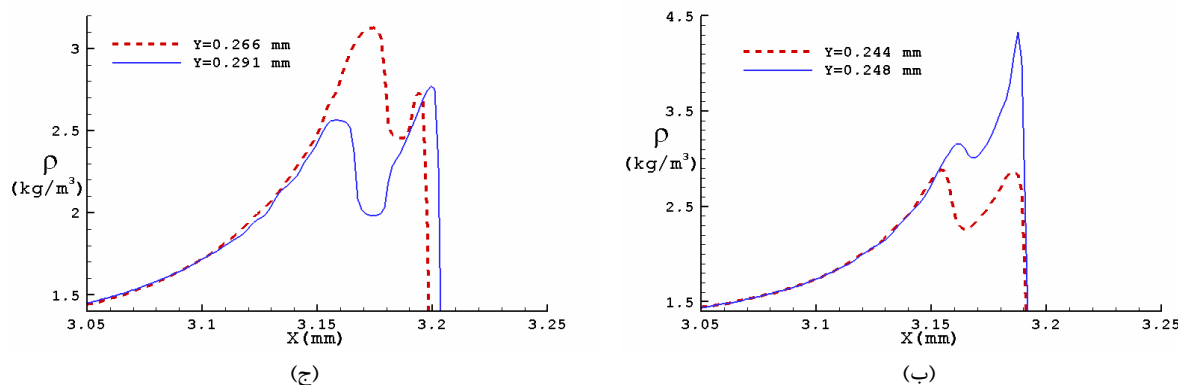 Y=0.266 mm
Y=0.291 mm
3
2.5
2
1.5
ρ
(kg/m³)
3.05
3.1
3.15
3.2
3.25
X(mm)
(ج)
Y=0.244 mm
Y=0.248 mm
4.5
3.5
2.5
1.5
ρ
(kg/m³)
3.05
3.1
3.15
3.2
3.25
X(mm)
(ب)